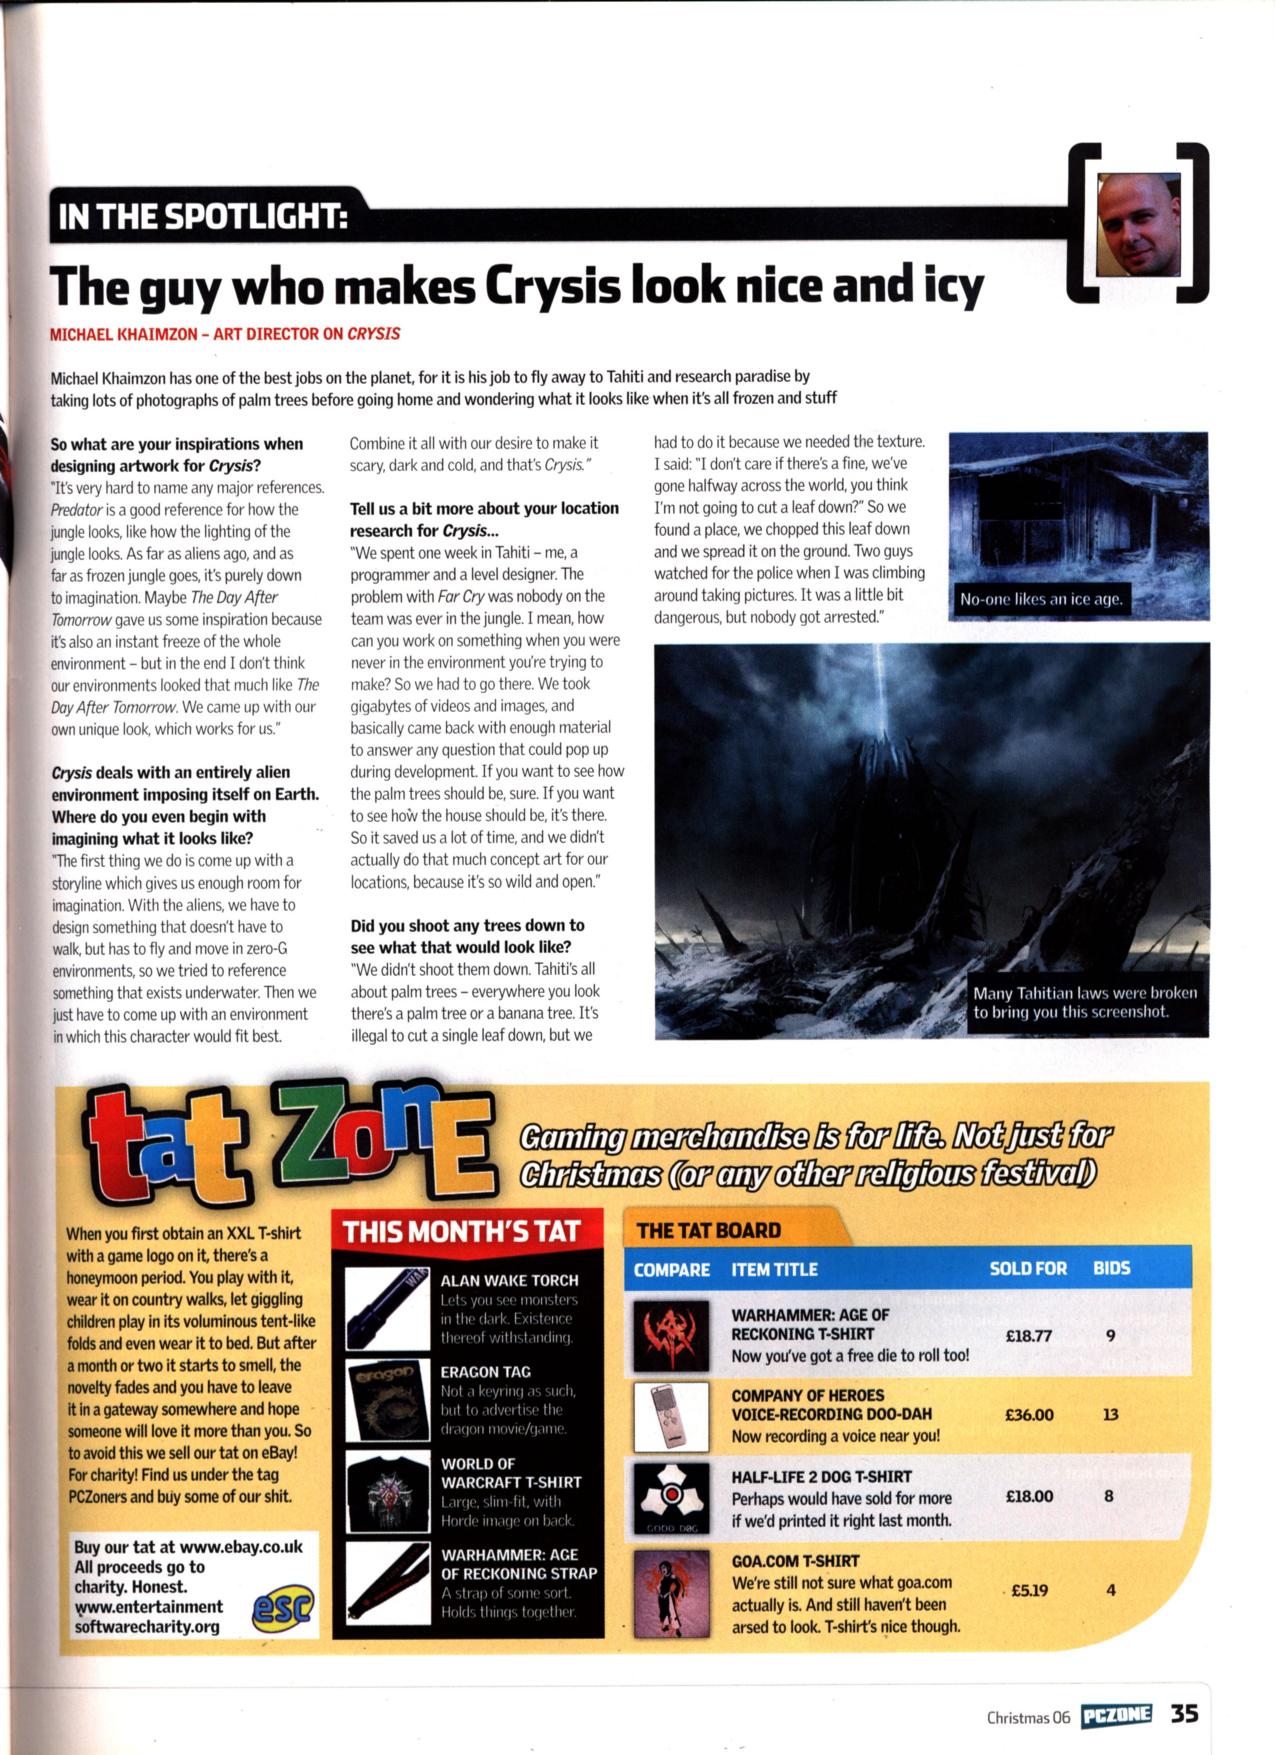 IN THE SPOTLIGHT:
The guy who makes Crysis look nice and icy
MICHAEL KHAIMZON – ART DIRECTOR ON CRYSIS
Michael Khaimzon has one of the best jobs on the planet, for it is his job to fly away to Tahiti and research paradise by
taking lots of photographs of palm trees before going home and wondering what it looks like when it's all frozen and stuff
So what are your inspirations when
designing artwork for Crysis?
"It's very hard to name any major references.
Predator is a good reference for how the
jungle looks, like how the lighting of the
jungle looks. As far as aliens ago, and as
far as frozen jungle goes, it's purely down
to imagination. Maybe The Day After
Tomorrow gave us some inspiration because
it's also an instant freeze of the whole
environment – but in the end I don't think
our environments looked that much like The
Day After Tomorrow. We came up with our
own unique look, which works for us."
Crysis deals with an entirely alien
environment imposing itself on Earth.
Where do you even begin with
imagining what it looks like?
"The first thing we do is come up with a
storyline which gives us enough room for
imagination. With the aliens, we have to
design something that doesn't have to
walk, but has to fly and move in zero-G
environments, so we tried to reference
something that exists underwater. Then we
just have to come up with an environment
in which this character would fit best.
Combine it all with our desire to make it
scary, dark and cold, and that's Crysis."
Tell us a bit more about your location
research for Crysis...
"We spent one week in Tahiti – me, a
programmer and a level designer. The
problem with Far Cry was nobody on the
team was ever in the jungle. I mean, how
can you work on something when you were
never in the environment you're trying to
make? So we had to go there. We took
gigabytes of videos and images, and
basically came back with enough material
to answer any question that could pop up
during development. If you want to see how
the palm trees should be, sure. If you want
to see how the house should be, it's there.
So it saved us a lot of time, and we didn't
actually do that much concept art for our
locations, because it's so wild and open."
Did you shoot any trees down to
see what that would look like?
"We didn't shoot them down. Tahiti's all
about palm trees – everywhere you look
there's a palm tree or a banana tree. It's
illegal to cut a single leaf down, but we
had to do it because we needed the texture.
I said: "I don't care if there's a fine, we've
gone halfway across the world, you think
I'm not going to cut a leaf down?" So we
found a place, we chopped this leaf down
and we spread it on the ground. Two guys
watched for the police when I was climbing
around taking pictures. It was a little bit
dangerous, but nobody got arrested."
No-one likes an ice age.
Many Tahitian laws were broken
to bring you this screenshot.
tat ZonE
Gaming merchandise is for life. Not just for
Christmas (or any other religious festival)
When you first obtain an XXL T-shirt
with a game logo on it, there's a
honeymoon period. You play with it,
wear it on country walks, let giggling
children play in its voluminous tent-like
folds and even wear it to bed. But after
a month or two it starts to smell, the
novelty fades and you have to leave
it in a gateway somewhere and hope
someone will love it more than you. So
to avoid this we sell our tat on eBay!
For charity! Find us under the tag
PCZoners and buy some of our shit.
Buy our tat at www.ebay.co.uk
All proceeds go to
charity. Honest.
www.entertainment
softwarecharity.org
esc
THIS MONTH'S TAT
ALAN WAKE TORCH
Lets you see monsters
in the dark. Existence
thereof withstanding.
eragon
ERAGON TAG
Not a keyring as such,
but to advertise the
dragon movie/game.
WORLD OF
WARCRAFT T-SHIRT
Large, slim-fit, with
Horde image on back.
WARHAMMER: AGE
OF RECKONING STRAP
A strap of some sort.
Holds things together.
THE TAT BOARD
COMPARE ITEM TITLE SOLD FOR BIDS
WARHAMMER: AGE OF
RECKONING T-SHIRT
Now you've got a free die to roll too!
£18.77 9
COMPANY OF HEROES
VOICE-RECORDING DOO-DAH
Now recording a voice near you!
£36.00 13
GOOD DOG
HALF-LIFE 2 DOG T-SHIRT
Perhaps would have sold for more
if we'd printed it right last month.
£18.00 8
GOA.COM T-SHIRT
We're still not sure what goa.com
actually is. And still haven't been
arsed to look. T-shirt's nice though.
£5.19 4
Christmas 06 PCZONE 35